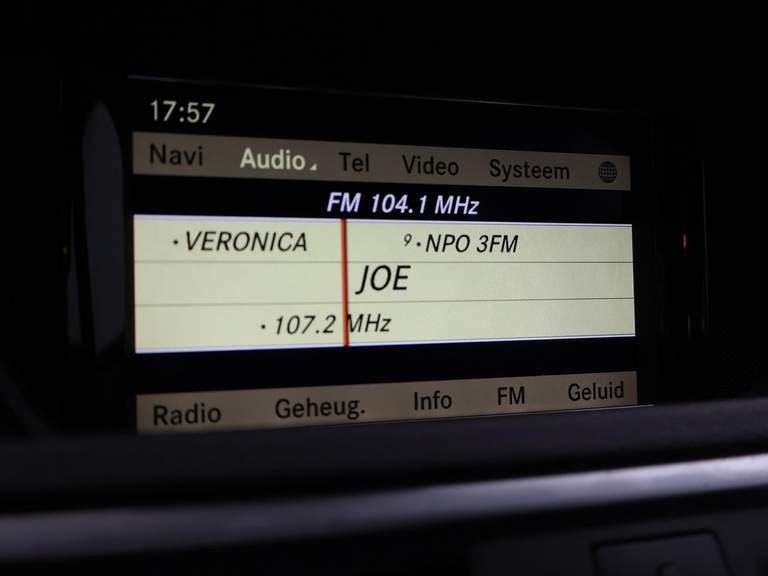 17:57
Navi Audio Tel Video Systeem
FM 104.1 MHz
·VERONICA 9·NPO 3FM
JOE
·107.2 MHz
Radio Geheug. Info FM Geluid